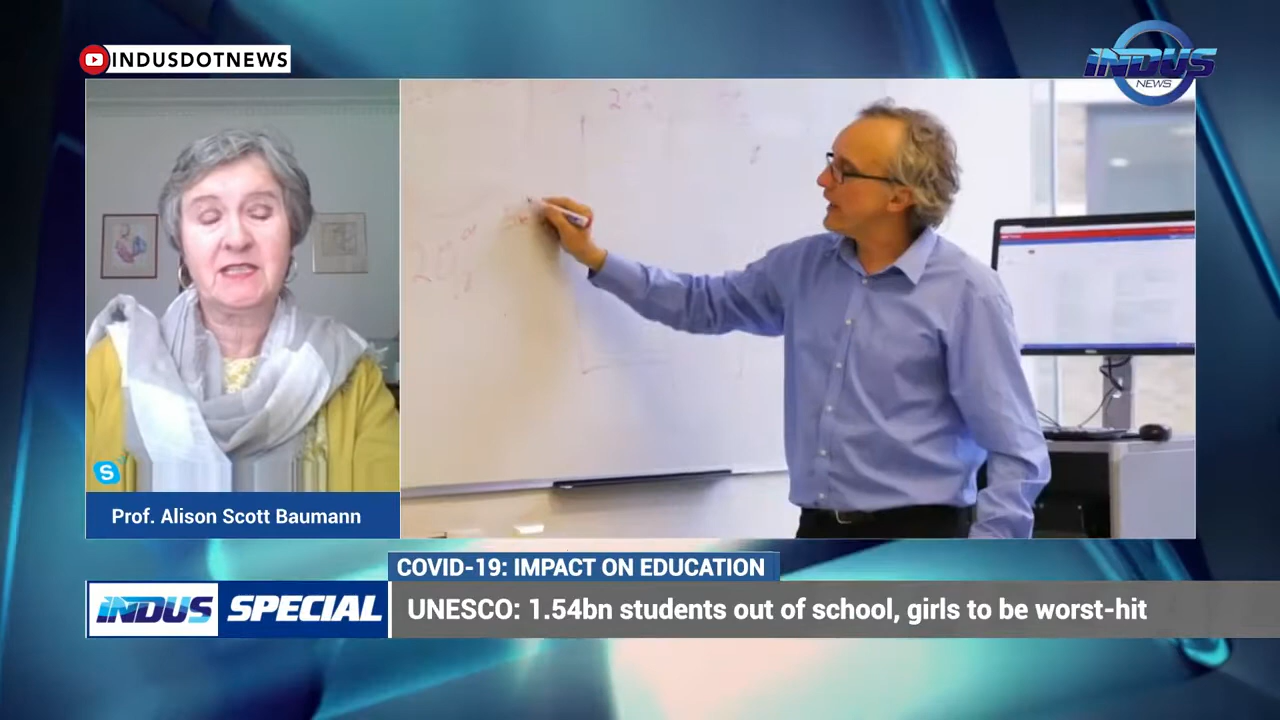 INDUSDOTNEWS
INDUS
NEWS
Prof. Alison Scott Baumann
COVID-19: IMPACT ON EDUCATION
INDUS SPECIAL
UNESCO: 1.54bn students out of school, girls to be worst-hit